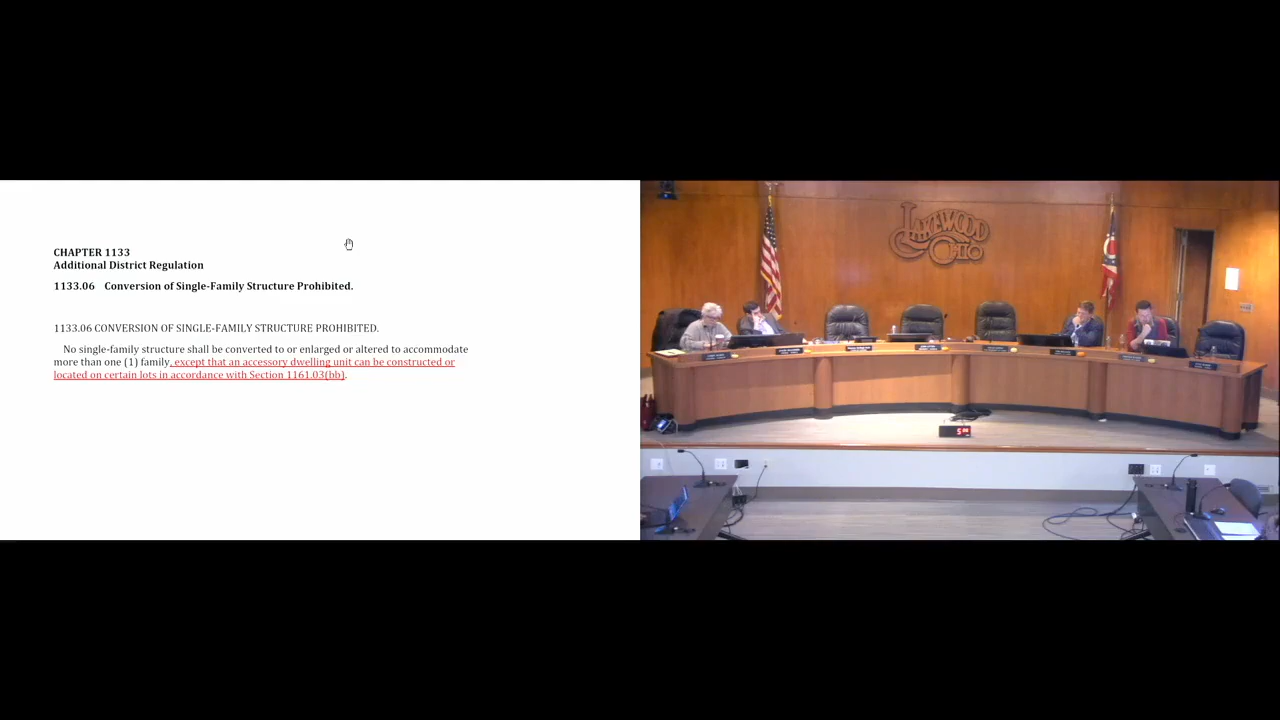 CHAPTER 1133
Additional District Regulation
1133.06 Conversion of Single-Family Structure Prohibited.
1133.06 CONVERSION OF SINGLE-FAMILY STRUCTURE PROHIBITED.
No single-family structure shall be converted to or enlarged or altered to accommodate
more than one (1) family, except that an accessory dwelling unit can be constructed or
located on certain lots in accordance with Section 1161.03(bb).
LAKEWOOD
OHIO